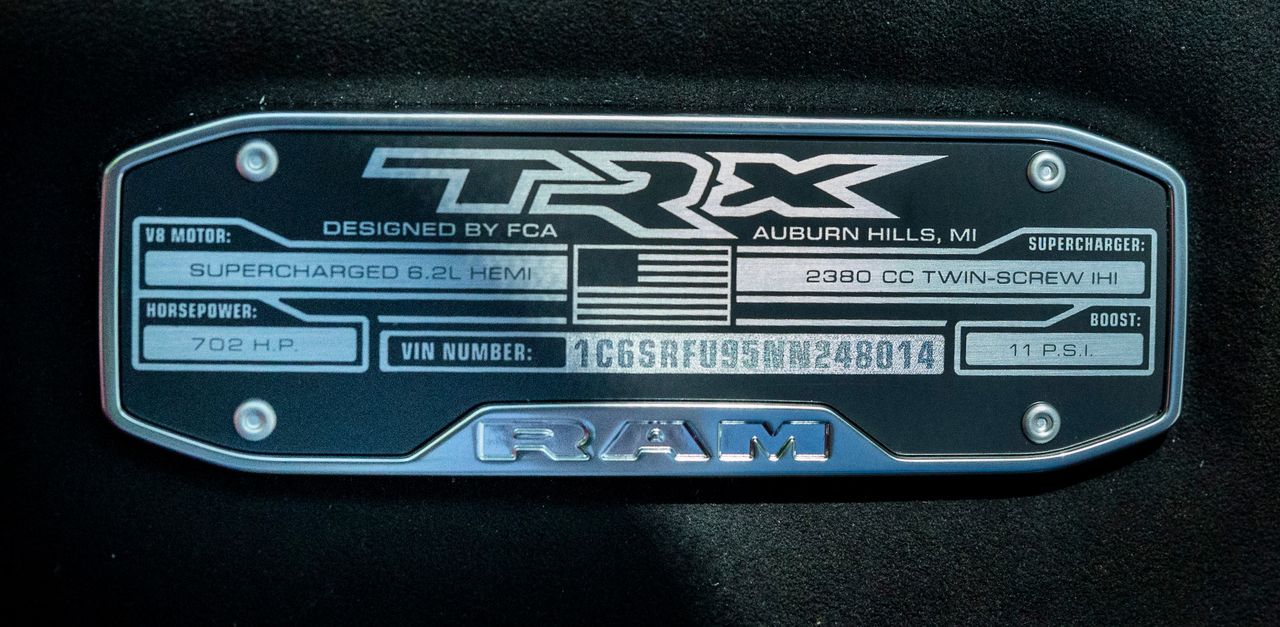 TRX
DESIGNED BY FCA AUBURN HILLS, MI
V8 MOTOR:
SUPERCHARGED 6.2L HEMI
SUPERCHARGER:
2380 CC TWIN-SCREW IHI
HORSEPOWER:
702 H.P.
VIN NUMBER: 1C6SRFU95NN248014
BOOST:
11 P.S.I.
RAM